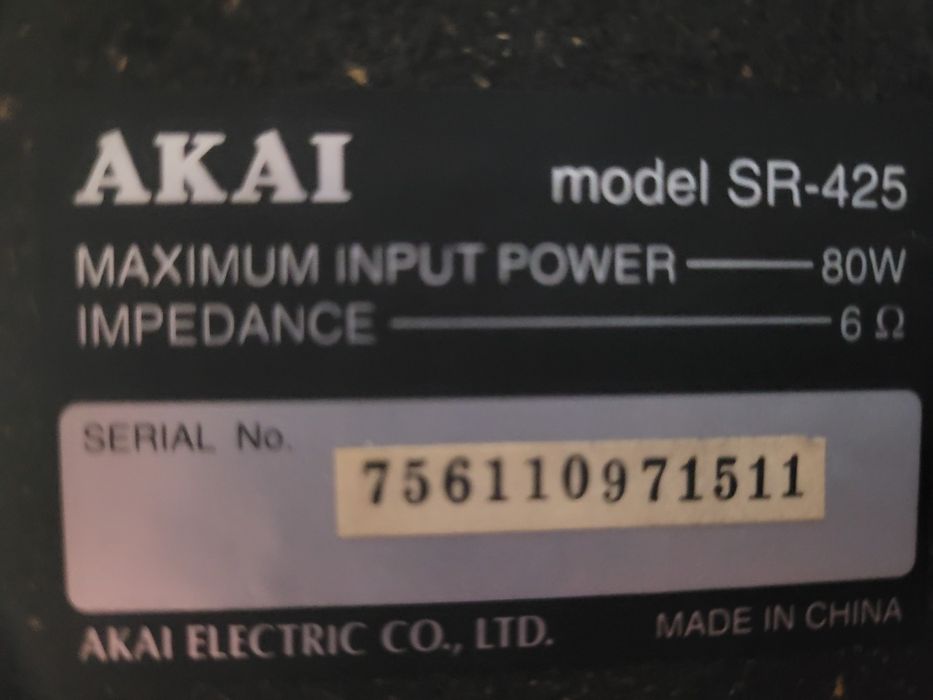 AKAI model SR-425
MAXIMUM INPUT POWER — 80W
IMPEDANCE — 6 Ω
SERIAL No.
756110971511
AKAI ELECTRIC CO., LTD. MADE IN CHINA